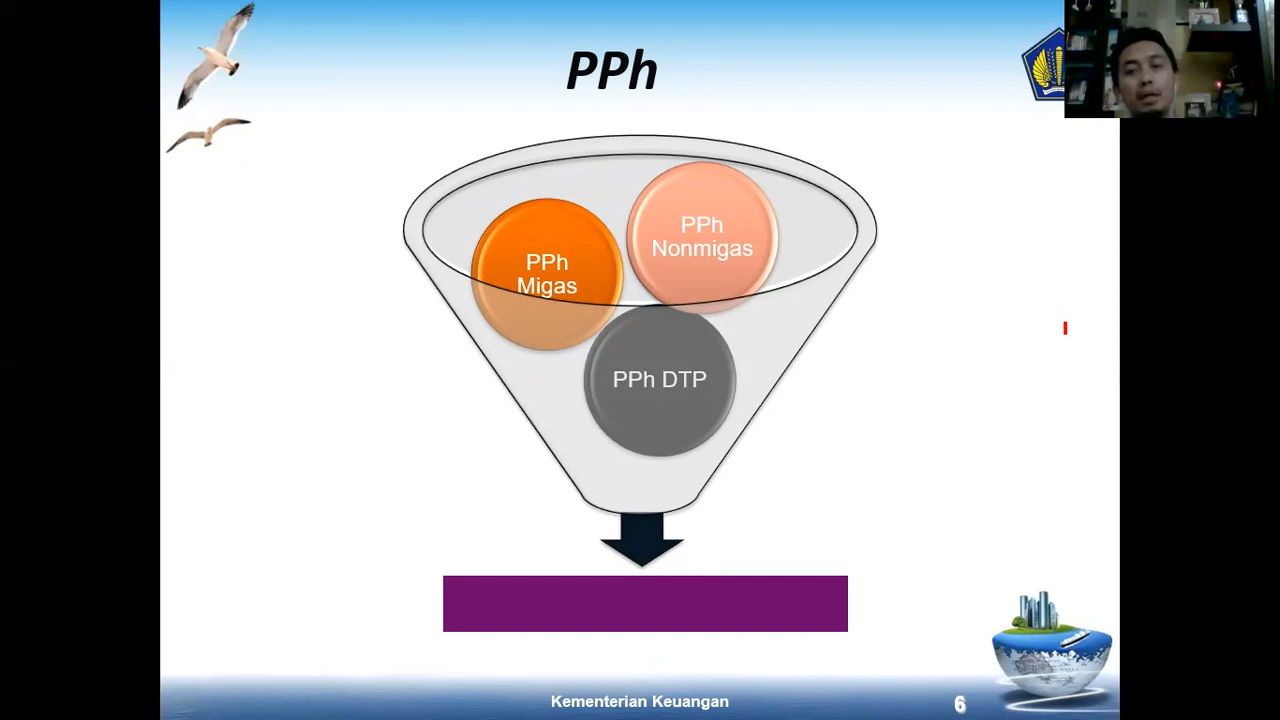 PPh
PPh
Nonmigas
PPh
Migas
PPh DTP
Kementerian Keuangan
6